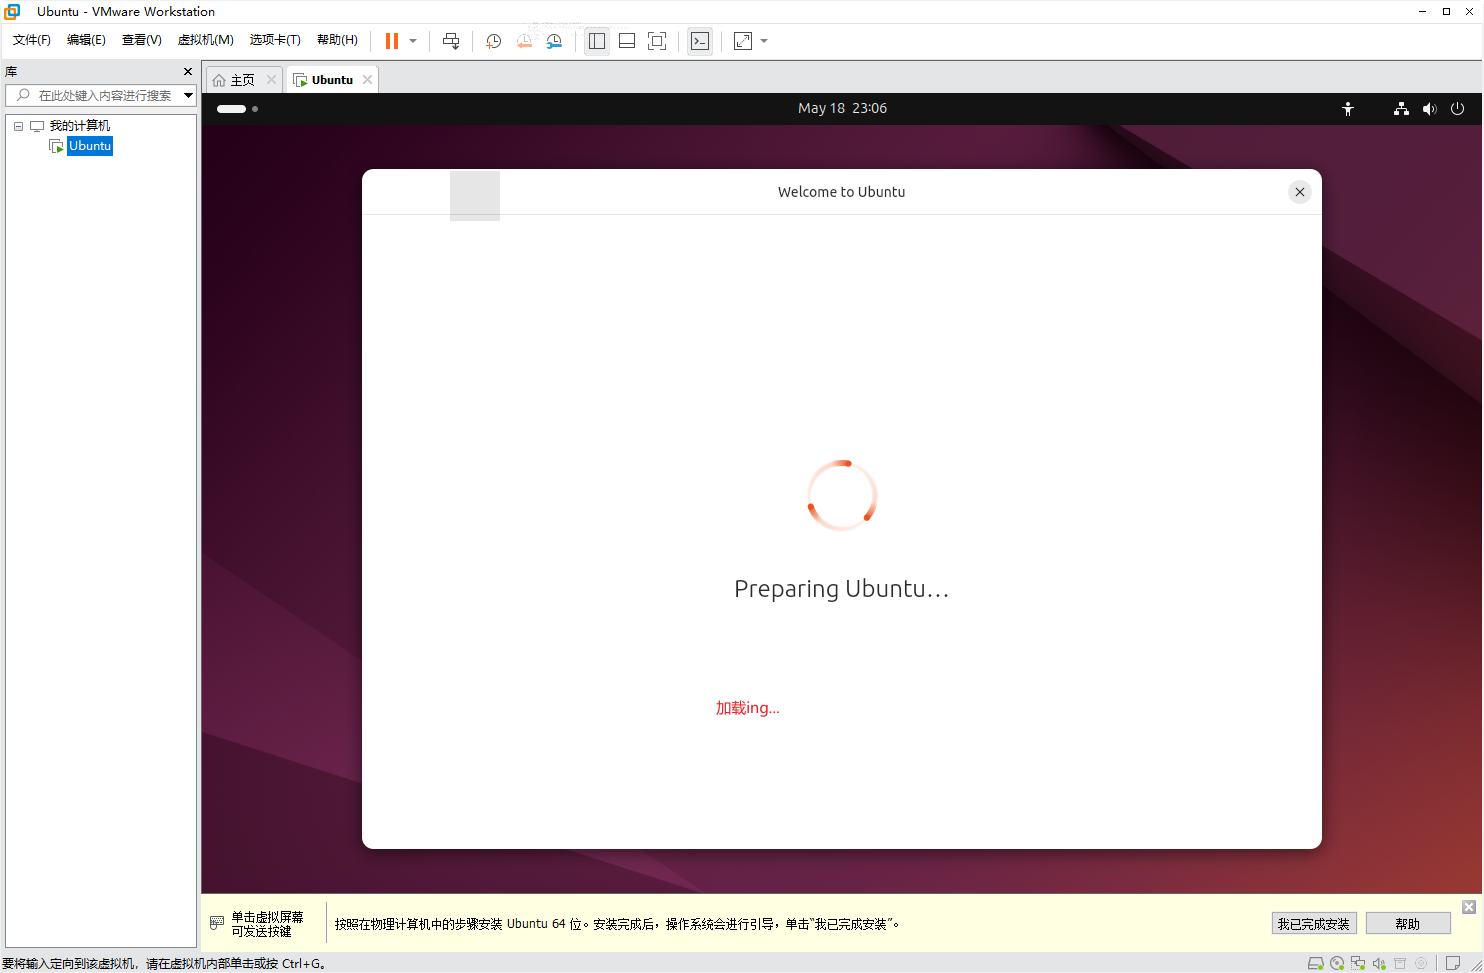 Ubuntu - VMware Workstation
文件(F) 编辑(E) 查看(V) 虚拟机(M) 选项卡(T) 帮助(H)
库
主页 Ubuntu
在此处键入内容进行搜索
May 18 23:06
我的计算机
Ubuntu
Welcome to Ubuntu
Preparing Ubuntu...
加载ing...
单击虚拟屏幕
可发送按键
按照在物理计算机中的步骤安装 Ubuntu 64 位。安装完成后，操作系统会进行引导，单击“我已完成安装”。
我已完成安装 帮助
要将输入定向到该虚拟机，请在虚拟机内部单击或按 Ctrl+G。